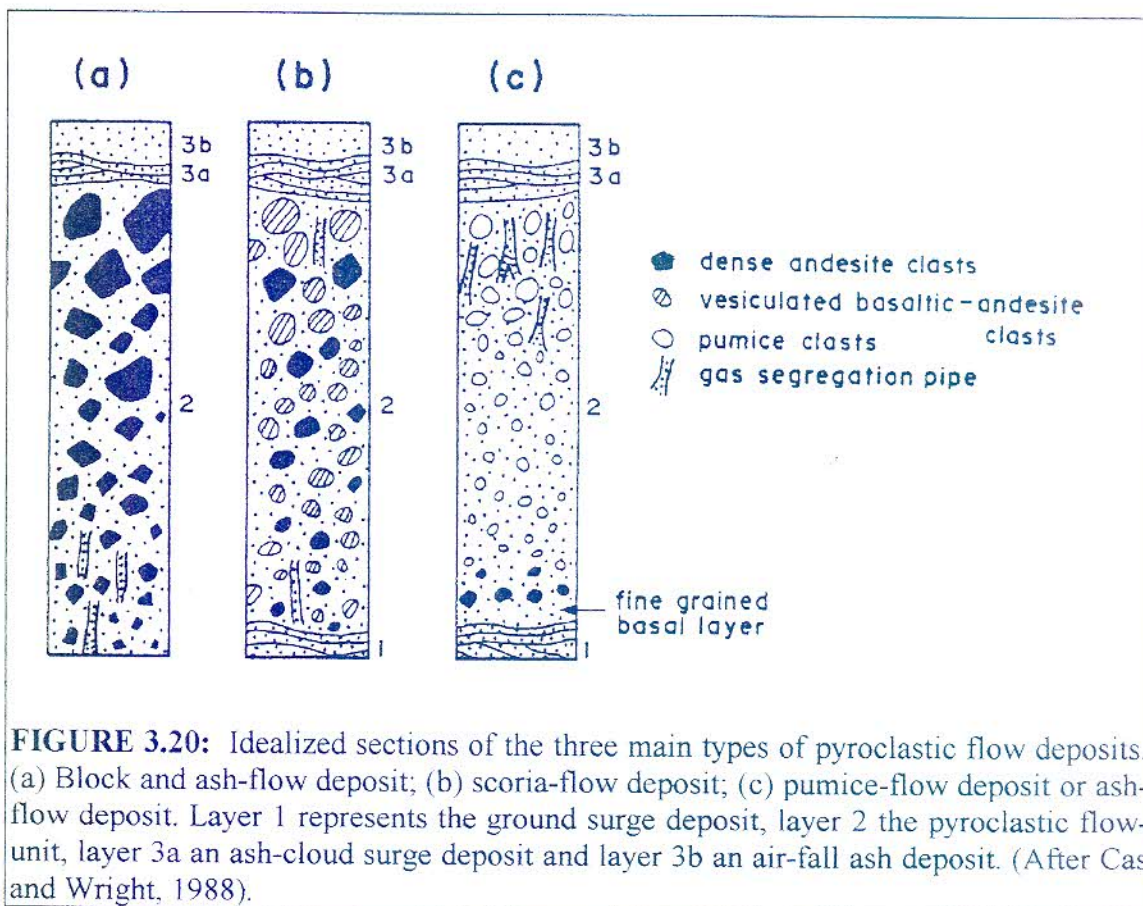 (a) (b) (c)
3b 3b 3b
3a 3a 3a
dense andesite clasts
vesiculated basaltic-andesite
clasts
pumice clasts
gas segregation pipe
2 2 2
fine grained
basal layer
1 1
FIGURE 3.20: Idealized sections of the three main types of pyroclastic flow deposits.
(a) Block and ash-flow deposit; (b) scoria-flow deposit; (c) pumice-flow deposit or ash-
flow deposit. Layer 1 represents the ground surge deposit, layer 2 the pyroclastic flow-
unit, layer 3a an ash-cloud surge deposit and layer 3b an air-fall ash deposit. (After Cas
and Wright, 1988).